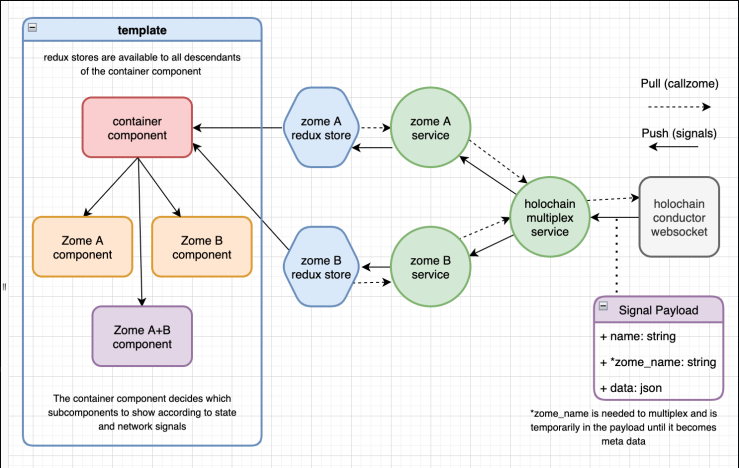 template
redux stores are available to all descendants
of the container component
container
component
Zome A
component
Zome B
component
Zome A+B
component
The container component decides which
subcomponents to show according to state
and network signals
zome A
redux store
zome B
redux store
zome A
service
zome B
service
holochain
multiplex
service
Pull (callzome)
Push (signals)
holochain
conductor
websocket
Signal Payload
+ name: string
+ *zome_name: string
+ data: json
*zome_name is needed to multiplex and is
temporarily in the payload until it becomes
meta data